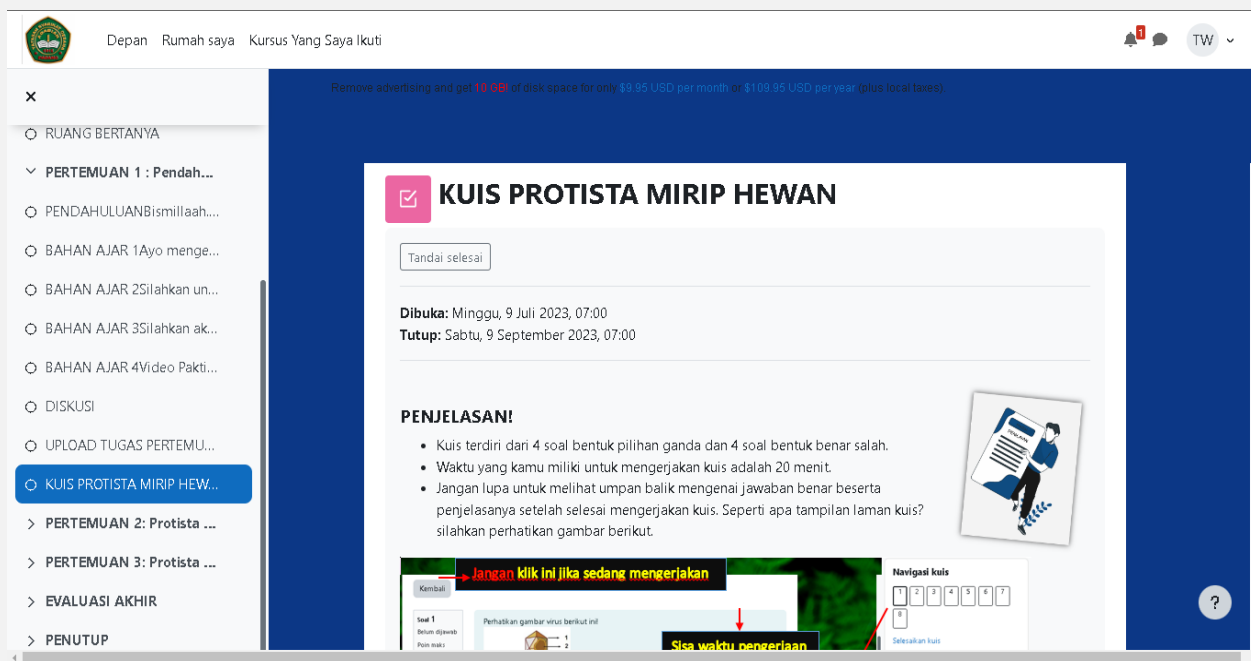 Depan Rumah saya Kursus Yang Saya Ikuti
1
TW
Remove advertising and get 10 GBl of disk space for only $9.95 USD per month or $109.95 USD per year (plus local taxes)
RUANG BERTANYA
PERTEMUAN 1 : Pendah...
PENDAHULUANBismillaah....
BAHAN AJAR 1Ayo menge...
BAHAN AJAR 2Silahkan un...
BAHAN AJAR 3Silahkan ak...
BAHAN AJAR 4Video Pakti...
DISKUSI
UPLOAD TUGAS PERTEMU...
KUIS PROTISTA MIRIP HEW...
PERTEMUAN 2: Protista ...
PERTEMUAN 3: Protista ...
EVALUASI AKHIR
PENUTUP
KUIS PROTISTA MIRIP HEWAN
Tandai selesai
Dibuka: Minggu, 9 Juli 2023, 07:00
Tutup: Sabtu, 9 September 2023, 07:00
PENJELASAN!
Kuis terdiri dari 4 soal bentuk pilihan ganda dan 4 soal bentuk benar salah.
Waktu yang kamu miliki untuk mengerjakan kuis adalah 20 menit.
Jangan lupa untuk melihat umpan balik mengenai jawaban benar beserta
penjelasanya setelah selesai mengerjakan kuis. Seperti apa tampilan laman kuis?
silahkan perhatikan gambar berikut.
Jangan klik ini jika sedang mengerjakan
Kembali
Soal 1
Belum dijawab
Poin maks
Perhatikan gambar virus berikut ini!
1
2
Sisa waktu pengerjaan
Navigasi kuis
1 2 3 4 5 6 7
8
Selesaikan kuis
?